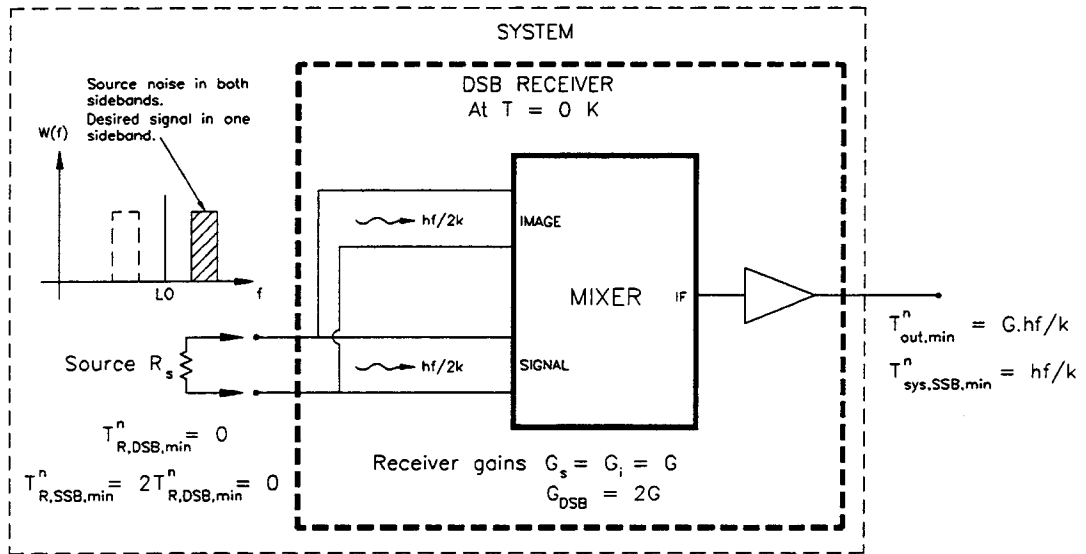 SYSTEM
Source noise in both
sidebands.
Desired signal in one
sideband.
W(f)
LO
f
DSB RECEIVER
At T = 0 K
hf/2k
IMAGE
MIXER
IF
hf/2k
SIGNAL
Source R_s
T^n_out,min = G.hf/k
T^n_sys,SSB,min = hf/k
T^n_R,DSB,min = 0
T^n_R,SSB,min = 2T^n_R,DSB,min = 0
Receiver gains G_s = G_i = G
G_DSB = 2G